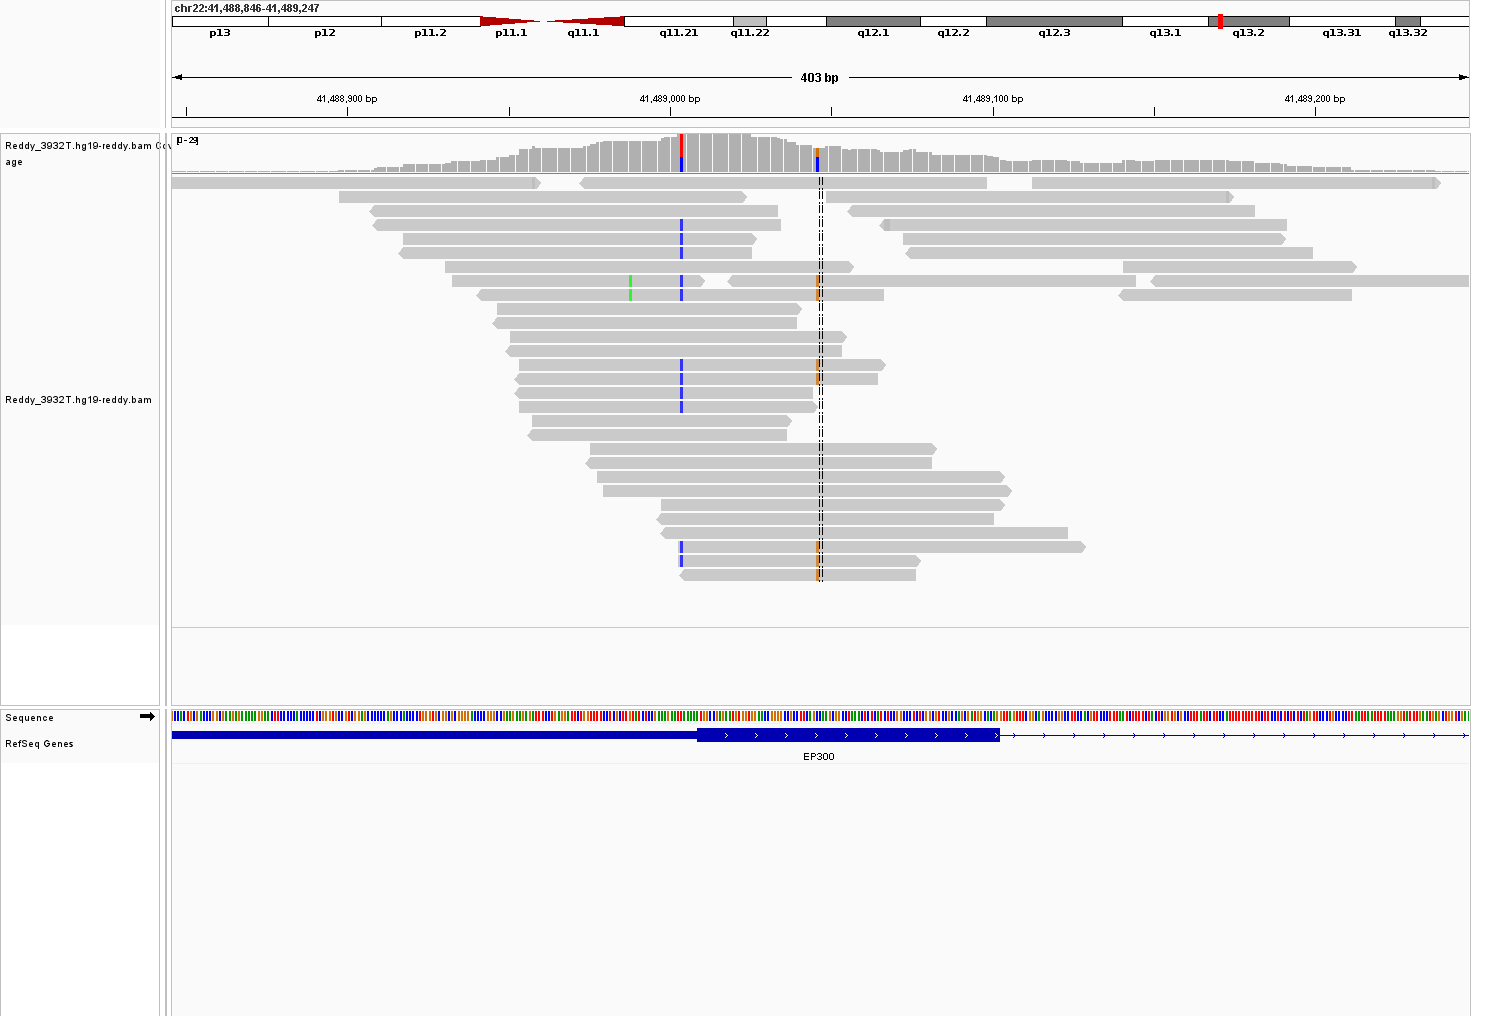 chr22:41,488,846-41,489,247
p13 p12 p11.2 p11.1 q11.1 q11.21 q11.22 q12.1 q12.2 q12.3 q13.1 q13.2 q13.31 q13.32
403 bp
41,488,900 bp 41,489,000 bp 41,489,100 bp 41,489,200 bp
[0 - 29]
Reddy_3932T.hg19-reddy.bam Cov
age
Reddy_3932T.hg19-reddy.bam
Sequence
RefSeq Genes
EP300